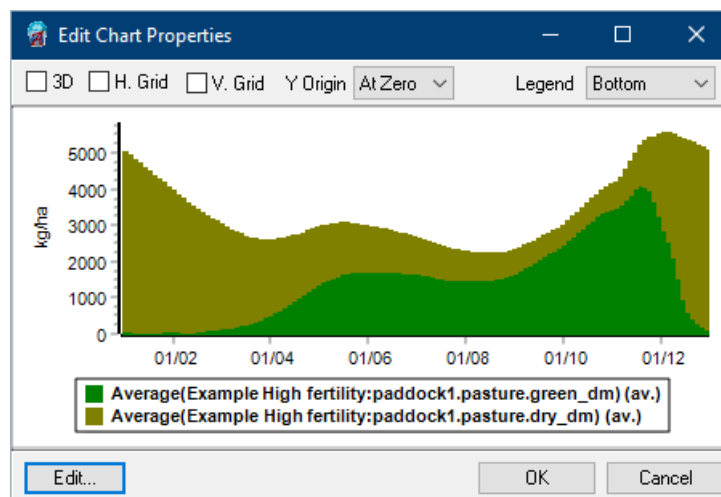 Edit Chart Properties
3D H. Grid V. Grid Y Origin At Zero Legend Bottom
5000
4000
3000
2000
1000
0
kg/ha
01/02 01/04 01/06 01/08 01/10 01/12
Average(Example High fertility:paddock1.pasture.green_dm) (av.)
Average(Example High fertility:paddock1.pasture.dry_dm) (av.)
Edit... OK Cancel